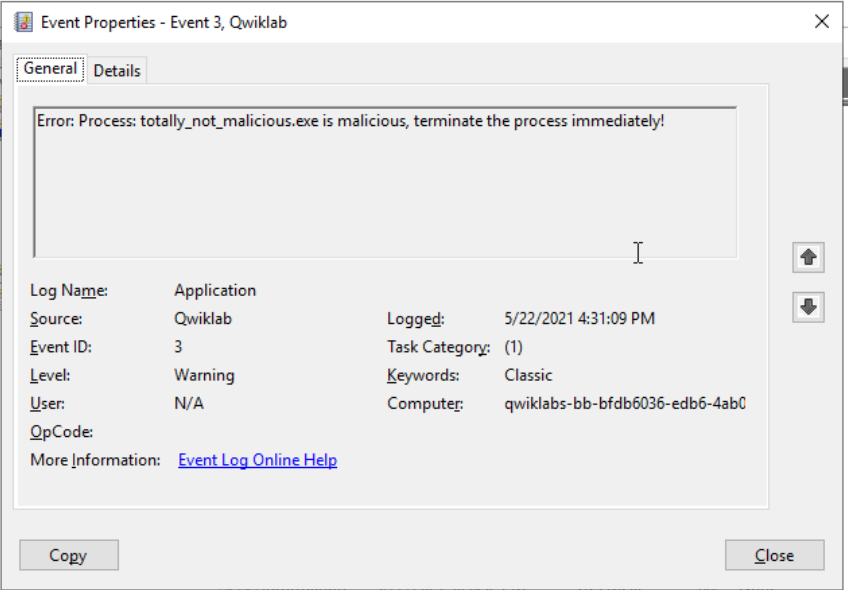 Event Properties - Event 3, Qwiklab
General Details
Error: Process: totally_not_malicious.exe is malicious, terminate the process immediately!
Log Name: Application
Source: Qwiklab Logged: 5/22/2021 4:31:09 PM
Event ID: 3 Task Category: (1)
Level: Warning Keywords: Classic
User: N/A Computer: qwiklabs-bb-bfdb6036-edb6-4ab0
OpCode:
More Information: Event Log Online Help
Copy Close